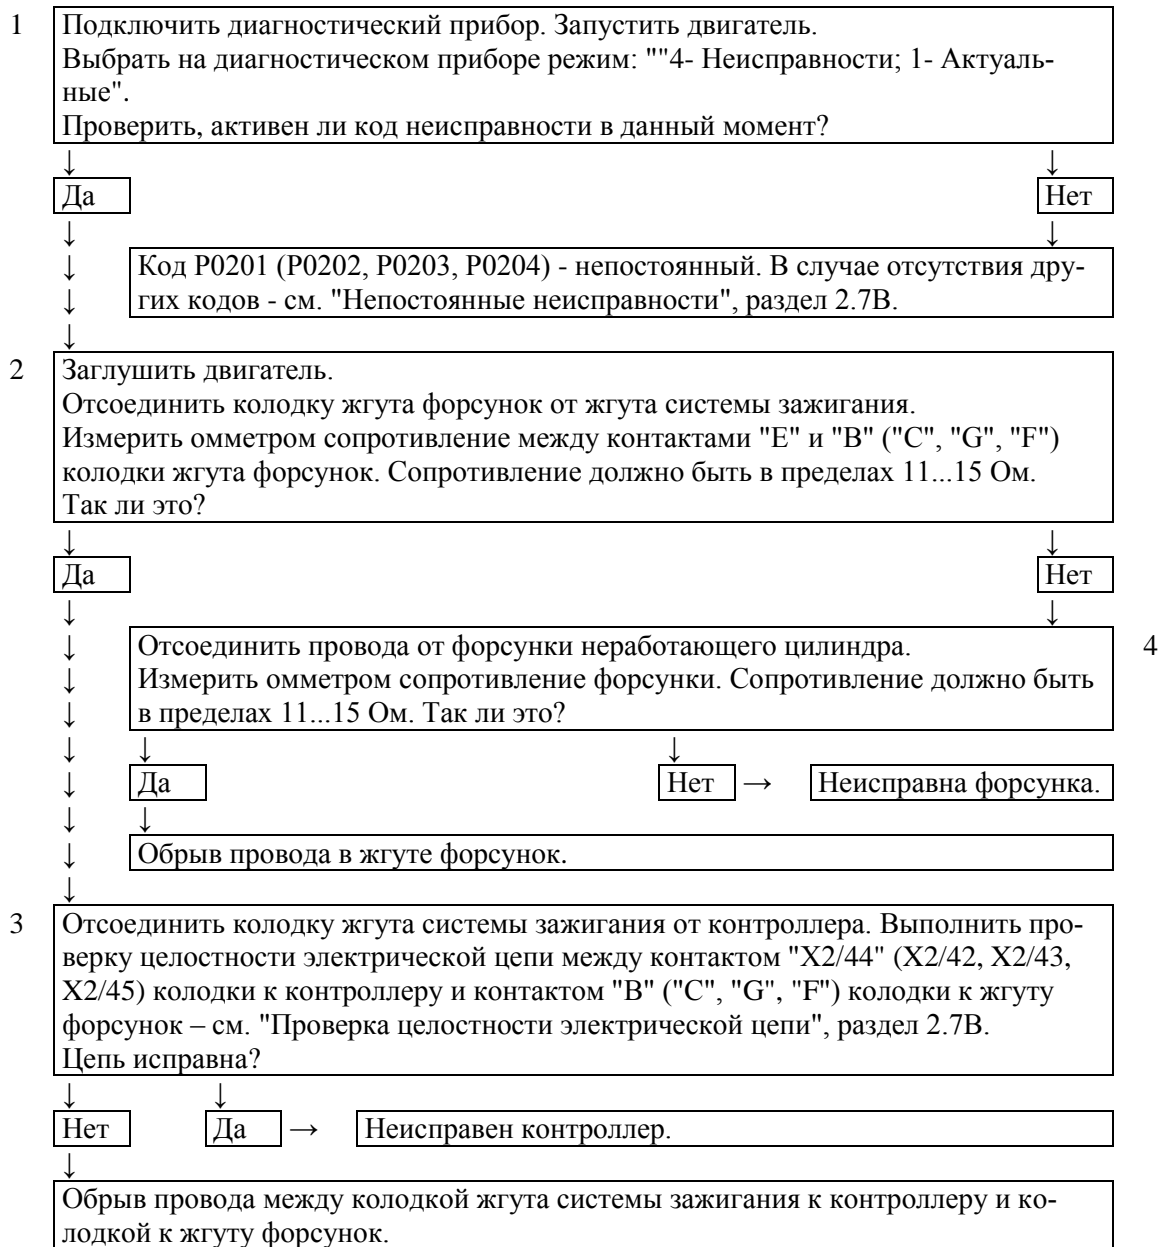 1 Подключить диагностический прибор. Запустить двигатель.
Выбрать на диагностическом приборе режим: ""4- Неисправности; 1- Актуаль-
ные".
Проверить, активен ли код неисправности в данный момент?
↓ ↓
Да Нет
↓ ↓
↓ Код Р0201 (Р0202, Р0203, Р0204) - непостоянный. В случае отсутствия дру-
↓ гих кодов - см. "Непостоянные неисправности", раздел 2.7В.
↓
2 Заглушить двигатель.
Отсоединить колодку жгута форсунок от жгута системы зажигания.
Измерить омметром сопротивление между контактами "Е" и "В" ("С", "G", "F")
колодки жгута форсунок. Сопротивление должно быть в пределах 11...15 Ом.
Так ли это?
↓ ↓
Да Нет
↓ ↓
↓ Отсоединить провода от форсунки неработающего цилиндра. 4
↓ Измерить омметром сопротивление форсунки. Сопротивление должно быть
↓ в пределах 11...15 Ом. Так ли это?
↓ ↓ ↓
↓ Да Нет → Неисправна форсунка.
↓ ↓
↓ Обрыв провода в жгуте форсунок.
↓
3 Отсоединить колодку жгута системы зажигания от контроллера. Выполнить про-
верку целостности электрической цепи между контактом "Х2/44" (Х2/42, Х2/43,
Х2/45) колодки к контроллеру и контактом "В" ("С", "G", "F") колодки к жгуту
форсунок – см. "Проверка целостности электрической цепи", раздел 2.7В.
Цепь исправна?
↓ ↓
Нет Да → Неисправен контроллер.
↓
Обрыв провода между колодкой жгута системы зажигания к контроллеру и ко-
лодкой к жгуту форсунок.